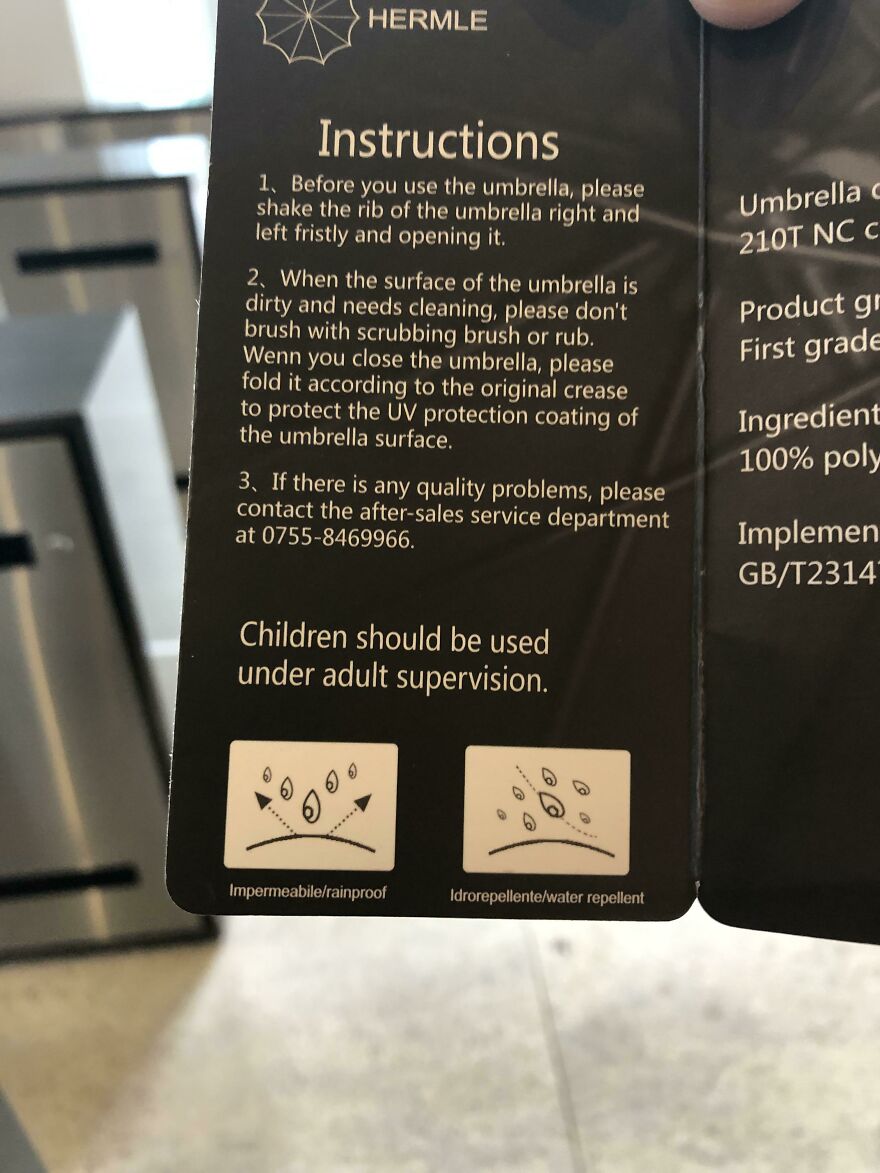 HERMLE
Instructions
1、Before you use the umbrella, please
shake the rib of the umbrella right and
left fristly and opening it.
2、When the surface of the umbrella is
dirty and needs cleaning, please don't
brush with scrubbing brush or rub.
Wenn you close the umbrella, please
fold it according to the original crease
to protect the UV protection coating of
the umbrella surface.
3、If there is any quality problems, please
contact the after-sales service department
at 0755-8469966.
Children should be used
under adult supervision.
Impermeabile/rainproof
Idrorepellente/water repellent
Umbrella
210T NC
Product
First grade
Ingredient
100%
GB/T2314